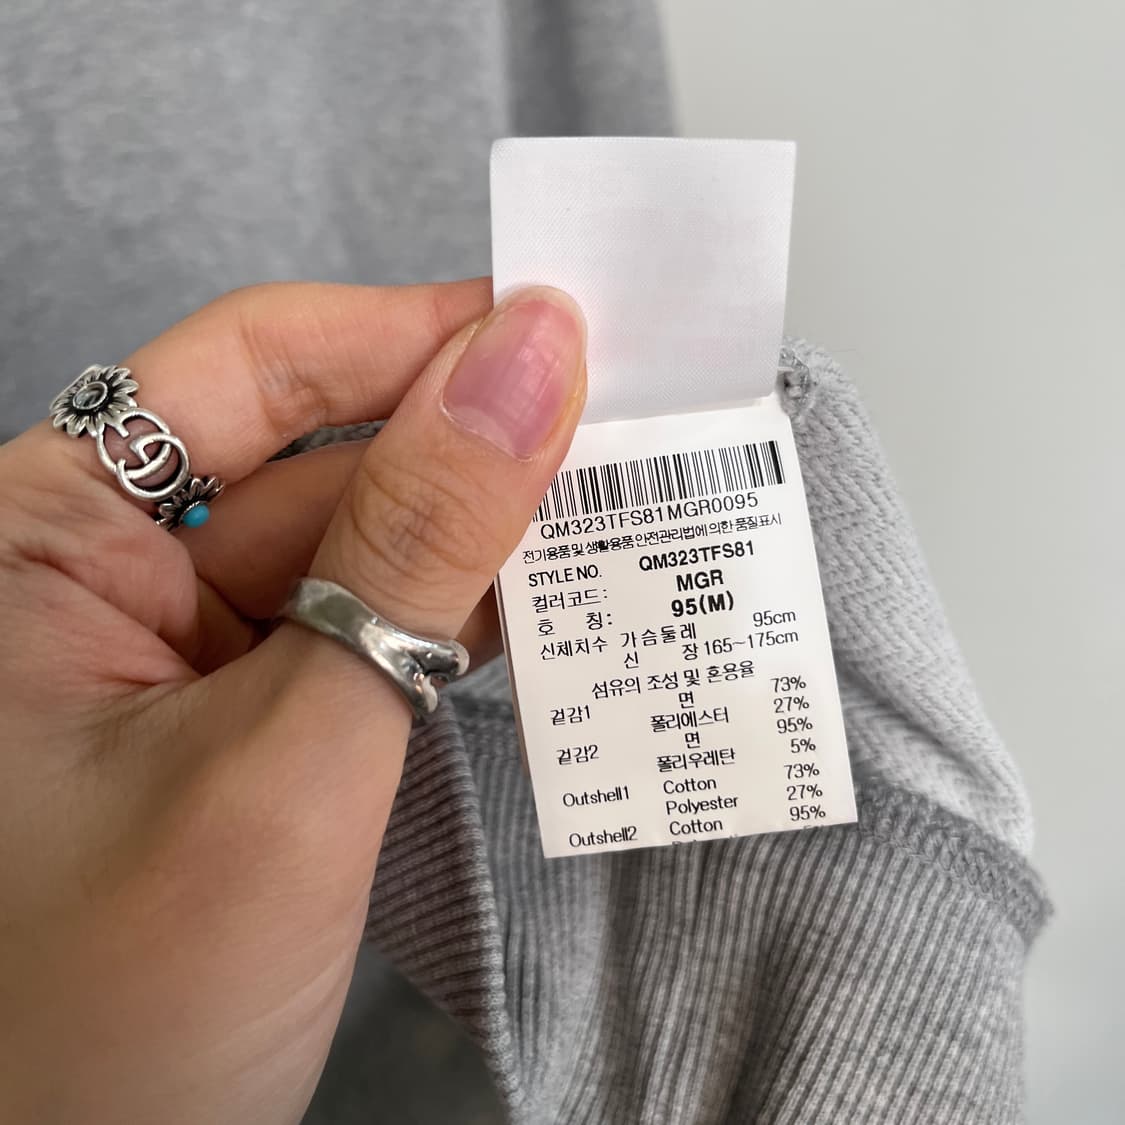 QM323TFS81MGR0095
전기용품 및 생활용품 안전관리법에 의한 품질표시
STYLE NO. QM323TFS81
컬러코드: MGR
호 칭: 95(M)
신체치수 가슴둘레 95cm
신 장 165~175cm
섬유의 조성 및 혼용율
겉감1 면 73%
폴리에스터 27%
겉감2 면 95%
폴리우레탄 5%
Outshell1 Cotton 73%
Polyester 27%
Outshell2 Cotton 95%